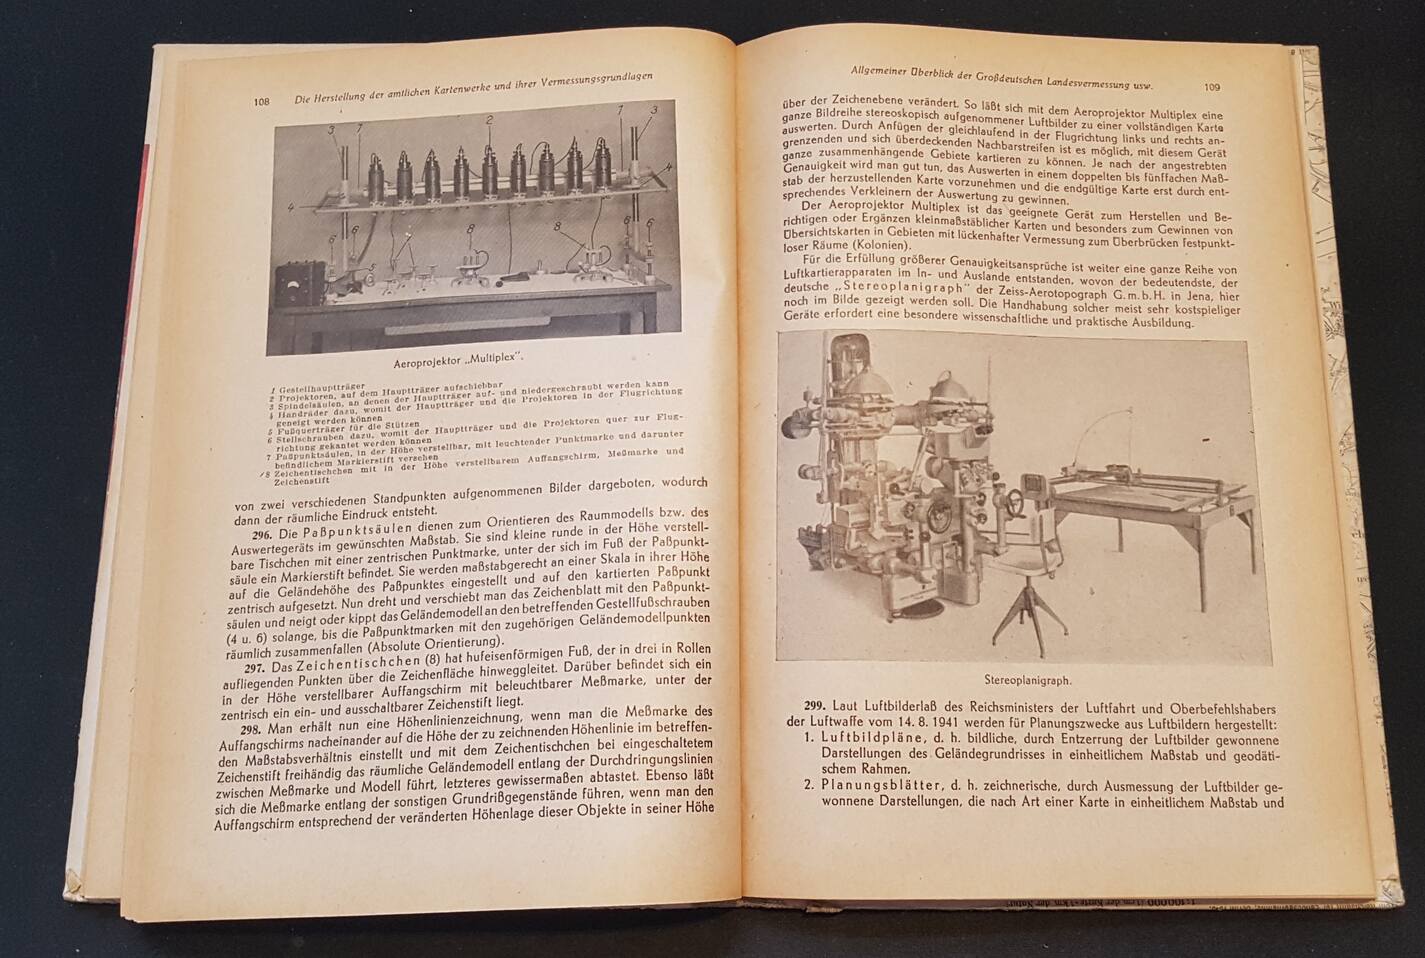 108 Die Herstellung der amtlichen Kartenwerke und ihrer Vermessungsgrundlagen
3 7 2 7 3
4 4
6 6 8 8 6 6
5
Aeroprojektor „Multiplex“.
1 Gestellhauptträger
2 Projektoren, auf dem Hauptträger aufschiebbar
3 Spindelsäulen, an denen der Hauptträger auf- und niedergeschraubt werden kann
4 Handräder dazu, womit der Hauptträger und die Projektoren in der Flugrichtung
geneigt werden können
5 Fußquerträger für die Stützen
6 Stellschrauben dazu, womit der Hauptträger und die Projektoren quer zur Flug-
richtung gekantet werden können
7 Paßpunktsäulen, in der Höhe verstellbar, mit leuchtender Punktmarke und darunter
befindlichem Markierstift versehen
8 Zeichentischchen mit in der Höhe verstellbarem Auffangschirm, Meßmarke und
Zeichenstift
von zwei verschiedenen Standpunkten aufgenommenen Bilder dargeboten, wodurch
dann der räumliche Eindruck entsteht.
296. Die Paßpunktsäulen dienen zum Orientieren des Raummodells bzw. des
Auswertegeräts im gewünschten Maßstab. Sie sind kleine runde in der Höhe verstell-
bare Tischchen mit einer zentrischen Punktmarke, unter der sich im Fuß der Paßpunkt-
säule ein Markierstift befindet. Sie werden maßstabgerecht an einer Skala in ihrer Höhe
auf die Geländehöhe des Paßpunktes eingestellt und auf den kartierten Paßpunkt
zentrisch aufgesetzt. Nun dreht und verschiebt man das Zeichenblatt mit den Paßpunkt-
säulen und neigt oder kippt das Geländemodell an den betreffenden Gestellfußschrauben
(4 u. 6) solange, bis die Paßpunktmarken mit den zugehörigen Geländemodellpunkten
räumlich zusammenfallen (Absolute Orientierung).
297. Das Zeichentischchen (8) hat hufeisenförmigen Fuß, der in drei in Rollen
aufliegenden Punkten über die Zeichenfläche hinweggleitet. Darüber befindet sich ein
in der Höhe verstellbarer Auffangschirm mit beleuchtbarer Meßmarke, unter der
zentrisch ein ein- und ausschaltbarer Zeichenstift liegt.
298. Man erhält nun eine Höhenlinienzeichnung, wenn man die Meßmarke des
Auffangschirms nacheinander auf die Höhe der zu zeichnenden Höhenlinie im betreffen-
den Maßstabsverhältnis einstellt und mit dem Zeichentischchen bei eingeschaltetem
Zeichenstift freihändig das räumliche Geländemodell entlang der Durchdringungslinien
zwischen Meßmarke und Modell führt, letzteres gewissermaßen abtastet. Ebenso läßt
sich die Meßmarke entlang der sonstigen Grundrißgegenstände führen, wenn man den
Auffangschirm entsprechend der veränderten Höhenlage dieser Objekte in seiner Höhe
Allgemeiner Überblick der Großdeutschen Landesvermessung usw. 109
über der Zeichenebene verändert. So läßt sich mit dem Aeroprojektor Multiplex eine
ganze Bildreihe stereoskopisch aufgenommener Luftbilder zu einer vollständigen Karte
auswerten. Durch Anfügen der gleichlaufend in der Flugrichtung links und rechts an-
grenzenden und sich überdeckenden Nachbarstreifen ist es möglich, mit diesem Gerät
ganze zusammenhängende Gebiete kartieren zu können. Je nach der angestrebten
Genauigkeit wird man gut tun, das Auswerten in einem doppelten bis fünffachen Maß-
stab der herzustellenden Karte vorzunehmen und die endgültige Karte erst durch ent-
sprechendes Verkleinern der Auswertung zu gewinnen.
Der Aeroprojektor Multiplex ist das geeignete Gerät zum Herstellen und Be-
richtigen oder Ergänzen kleinmaßstäblicher Karten und besonders zum Gewinnen von
Übersichtskarten in Gebieten mit lückenhafter Vermessung zum Überbrücken festpunkt-
loser Räume (Kolonien).
Für die Erfüllung größerer Genauigkeitsansprüche ist weiter eine ganze Reihe von
Luftkartierapparaten im In- und Auslande entstanden, wovon der bedeutendste, der
deutsche „Stereoplanigraph“ der Zeiss-Aerotopograph G.m.b.H. in Jena, hier
noch im Bilde gezeigt werden soll. Die Handhabung solcher meist sehr kostspieliger
Geräte erfordert eine besondere wissenschaftliche und praktische Ausbildung.
Stereoplanigraph.
299. Laut Luftbilderlaß des Reichsministers der Luftfahrt und Oberbefehlshabers
der Luftwaffe vom 14. 8. 1941 werden für Planungszwecke aus Luftbildern hergestellt:
1. Luftbildpläne, d. h. bildliche, durch Entzerrung der Luftbilder gewonnene
Darstellungen des Geländegrundrisses in einheitlichem Maßstab und geodäti-
schem Rahmen.
2. Planungsblätter, d. h. zeichnerische, durch Ausmessung der Luftbilder ge-
wonnene Darstellungen, die nach Art einer Karte in einheitlichem Maßstab und